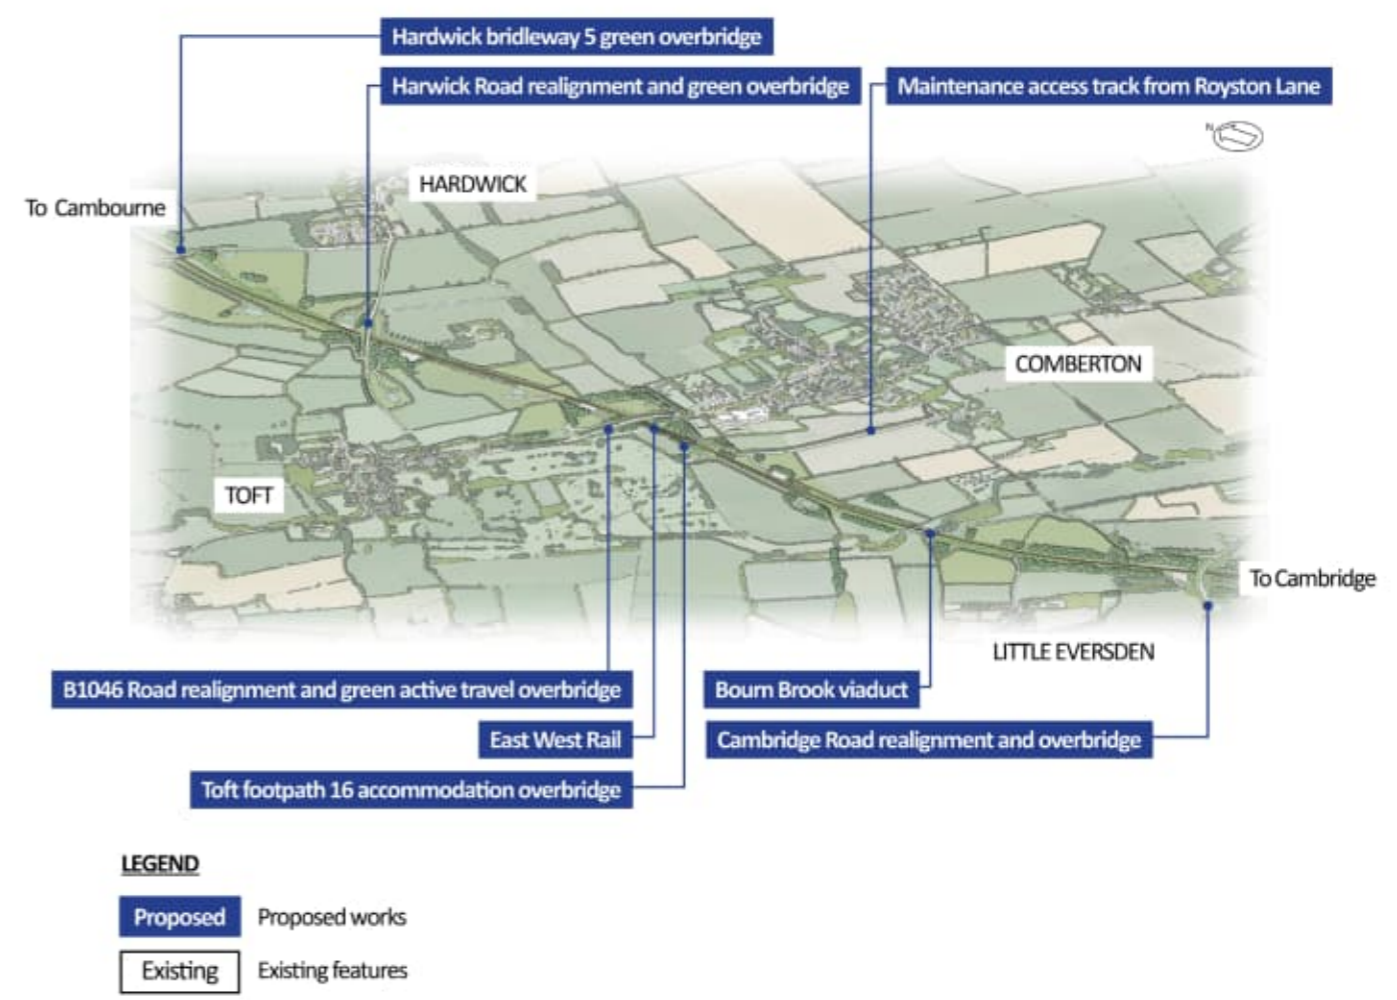 Hardwick bridleway 5 green overbridge
Harwick Road realignment and green overbridge
Maintenance access track from Royston Lane
N
HARDWICK
To Cambourne
COMBERTON
TOFT
To Cambridge
LITTLE EVERSDEN
B1046 Road realignment and green active travel overbridge
Bourn Brook viaduct
East West Rail
Cambridge Road realignment and overbridge
Toft footpath 16 accommodation overbridge
LEGEND
Proposed Proposed works
Existing Existing features